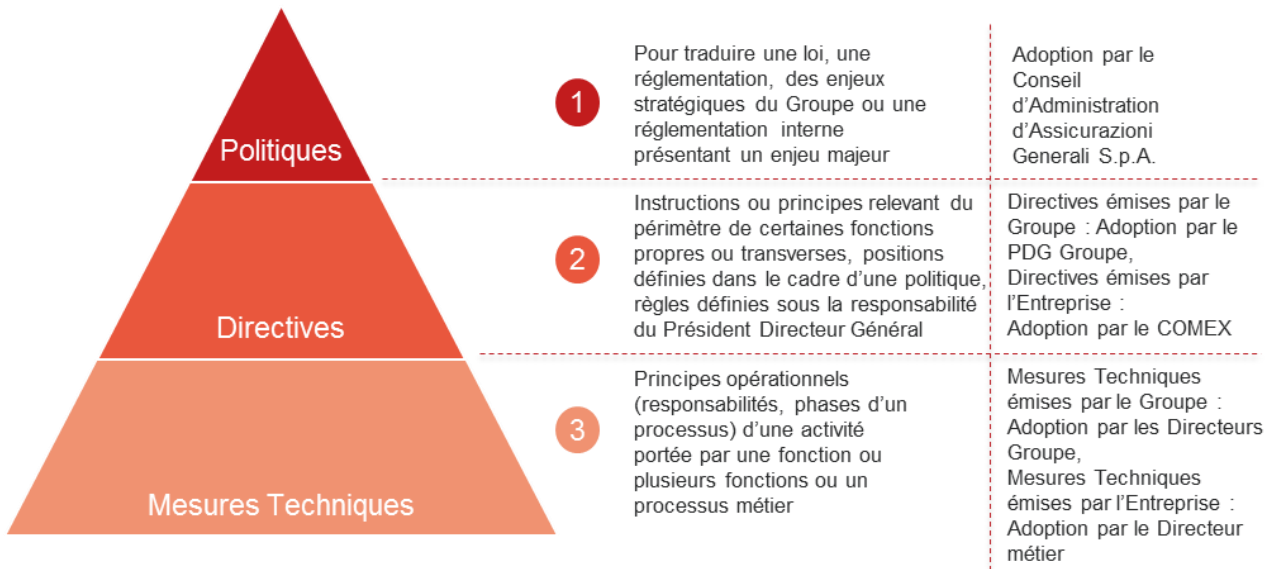 Politiques
1
Pour traduire une loi, une
réglementation, des enjeux
stratégiques du Groupe ou une
réglementation interne
présentant un enjeu majeur
Adoption par le
Conseil
d’Administration
d’Assicurazioni
Generali S.p.A.
Directives
2
Instructions ou principes relevant du
périmètre de certaines fonctions
propres ou transverses, positions
définies dans le cadre d’une politique,
règles définies sous la responsabilité
du Président Directeur Général
Directives émises par le
Groupe : Adoption par le
PDG Groupe,
Directives émises par
l’Entreprise :
Adoption par le COMEX
Mesures Techniques
3
Principes opérationnels
(responsabilités, phases d’un
processus) d’une activité
portée par une fonction ou
plusieurs fonctions ou un
processus métier
Mesures Techniques
émises par le Groupe :
Adoption par les Directeurs
Groupe,
Mesures Techniques
émises par l’Entreprise :
Adoption par le Directeur
métier